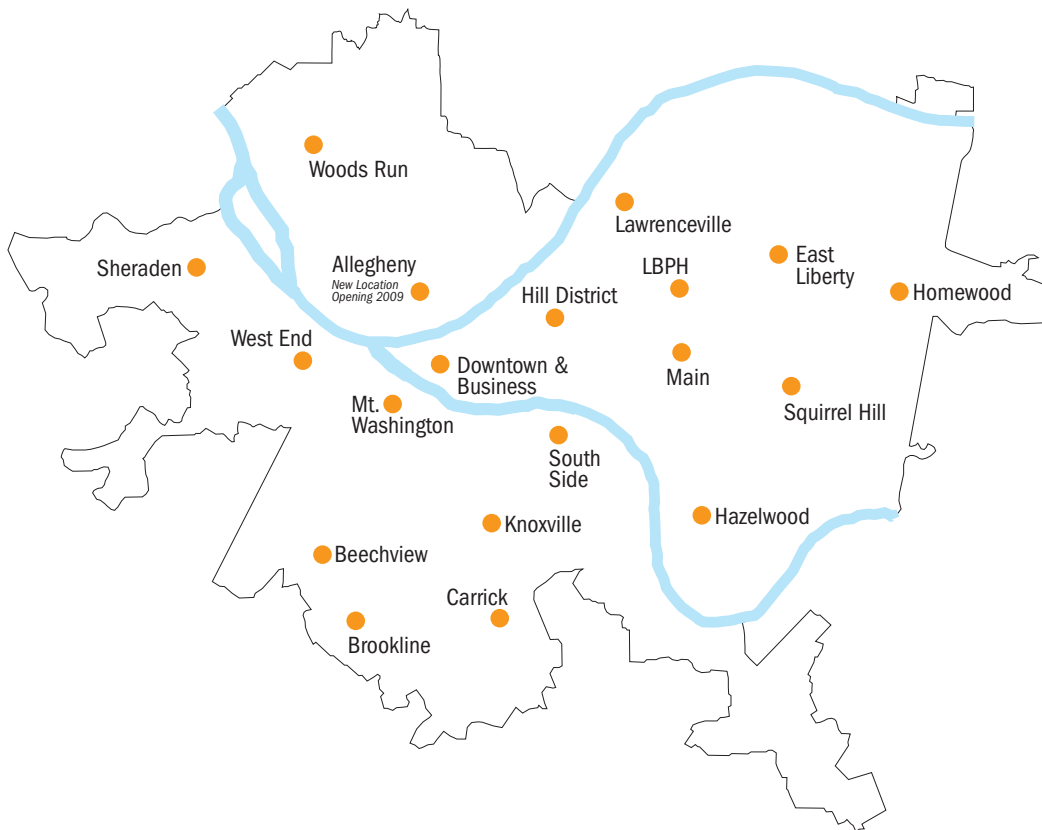 Woods Run
Lawrenceville
Sheraden
Allegheny
New Location
Opening 2009
LBPH
East
Liberty
Hill District
Homewood
West End
Downtown &
Business
Main
Mt.
Washington
Squirrel Hill
South
Side
Hazelwood
Knoxville
Beechview
Carrick
Brookline